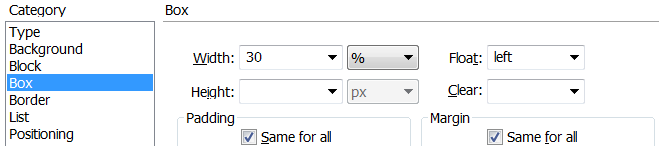 Category
Type
Background
Block
Box
Border
List
Positioning
Box
Width: 30 % Float: left
Height: px Clear:
Padding Margin
Same for all Same for all